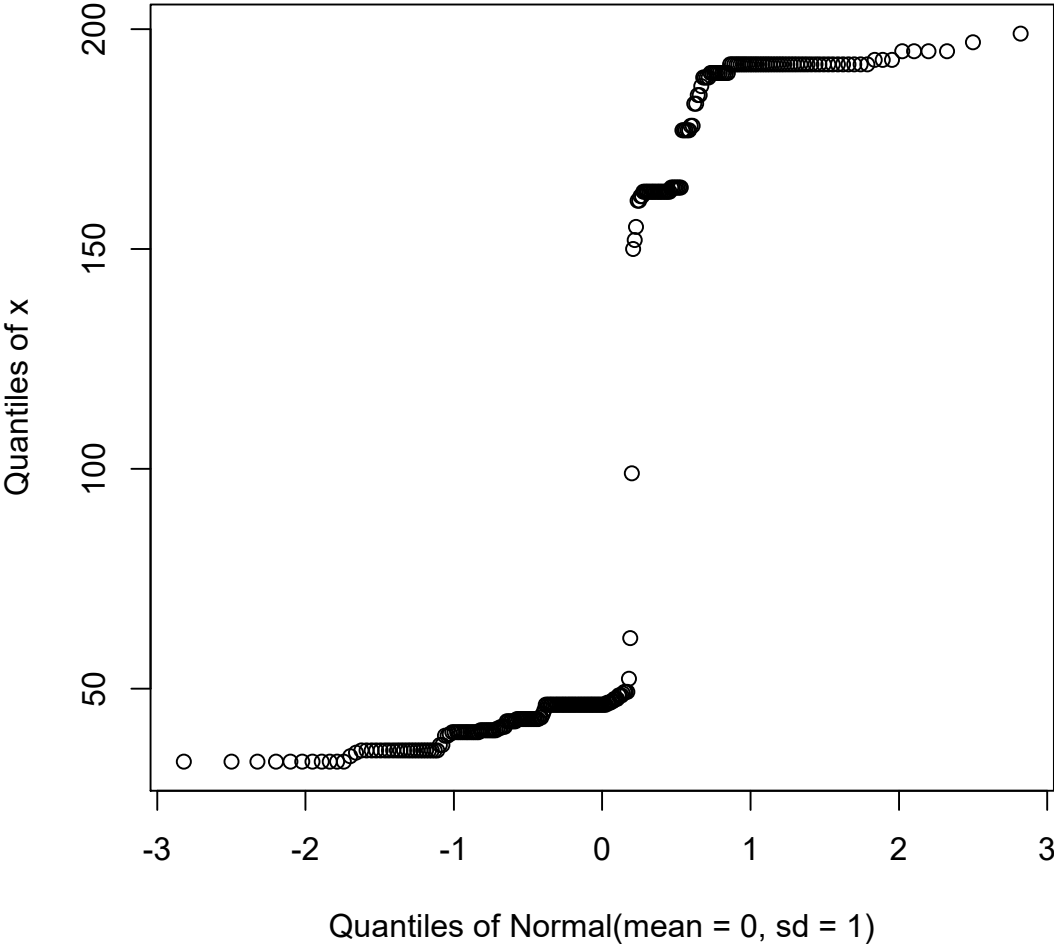 200
150
100
50
Quantiles of x
-3 -2 -1 0 1 2 3
Quantiles of Normal(mean = 0, sd = 1)